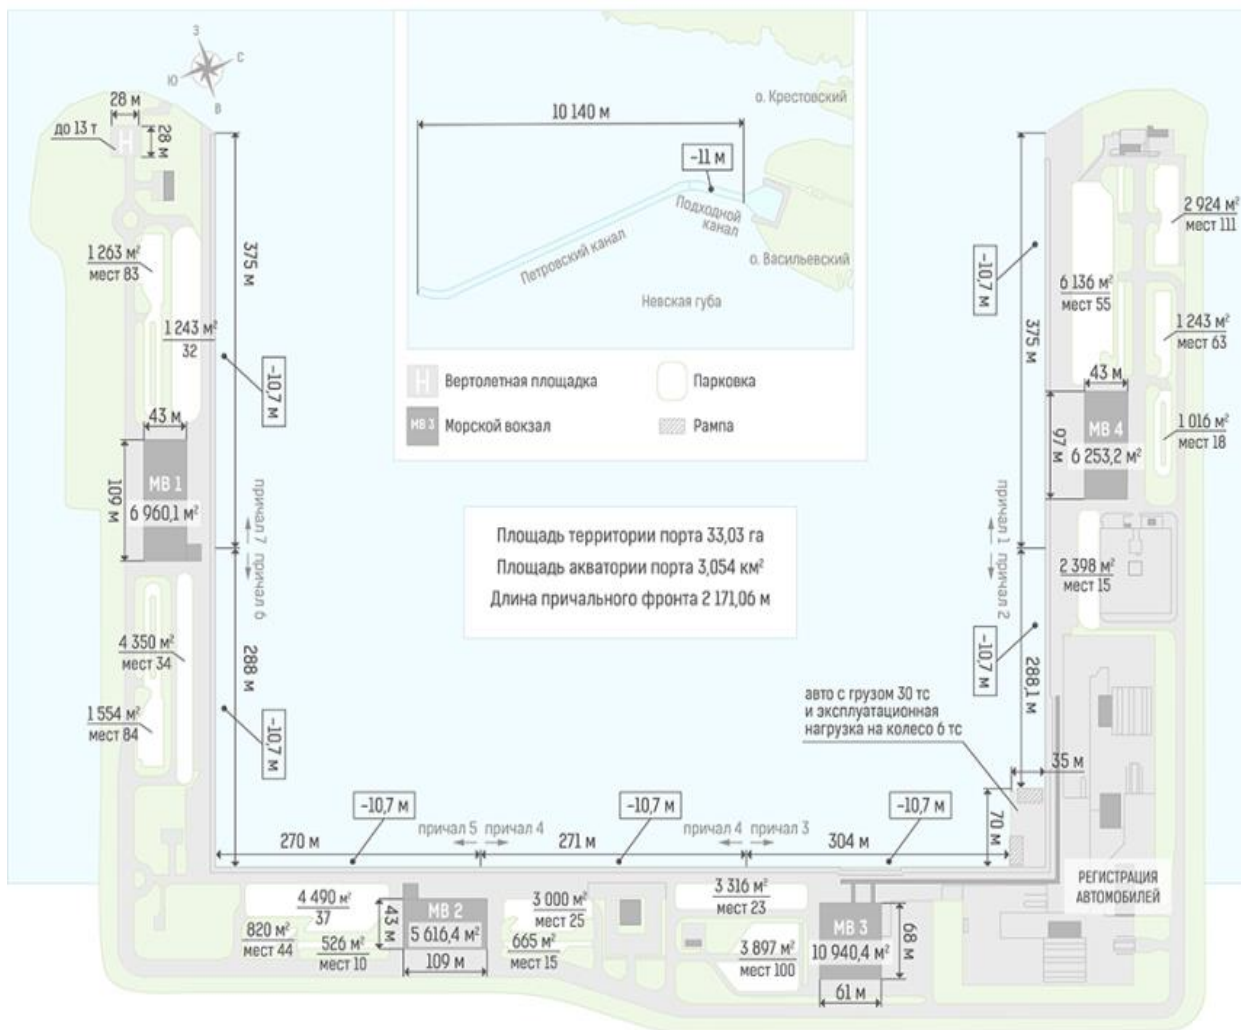 З
С
Ю
В
28 м
до 13 т
Н
28 м
10 140 м
о. Крестовский
-11 м
Подходной
канал
Петровский канал
о. Васильевский
Невская губа
Н
Вертолетная площадка
Парковка
МВ 3
Морской вокзал
Рампа
375 м
1 263 м²
мест 83
1 243 м²
32
-10,7 м
43 м
109 м
МВ 1
6 960,1 м²
причал 7
причал 6
4 350 м²
мест 34
288 м
1 554 м²
мест 84
-10,7 м
Площадь территории порта 33,03 га
Площадь акватории порта 3,054 км²
Длина причального фронта 2 171,06 м
2 924 м²
мест 111
-10,7 м
6 136 м²
мест 55
375 м
1 243 м²
мест 63
43 м
97 м
МВ 4
6 253,2 м²
1 016 м²
мест 18
причал 1
причал 2
2 398 м²
мест 15
-10,7 м
288,1 м
авто с грузом 30 тс
и эксплуатационная
нагрузка на колесо 6 тс
35 м
70 м
-10,7 м
-10,7 м
-10,7 м
270 м
причал 5
причал 4
271 м
причал 4
причал 3
304 м
РЕГИСТРАЦИЯ
АВТОМОБИЛЕЙ
4 490 м²
37
820 м²
мест 44
526 м²
мест 10
43 м
МВ 2
5 616,4 м²
109 м
3 000 м²
мест 25
665 м²
мест 15
3 316 м²
мест 23
3 897 м²
мест 100
МВ 3
10 940,4 м²
68 м
61 м